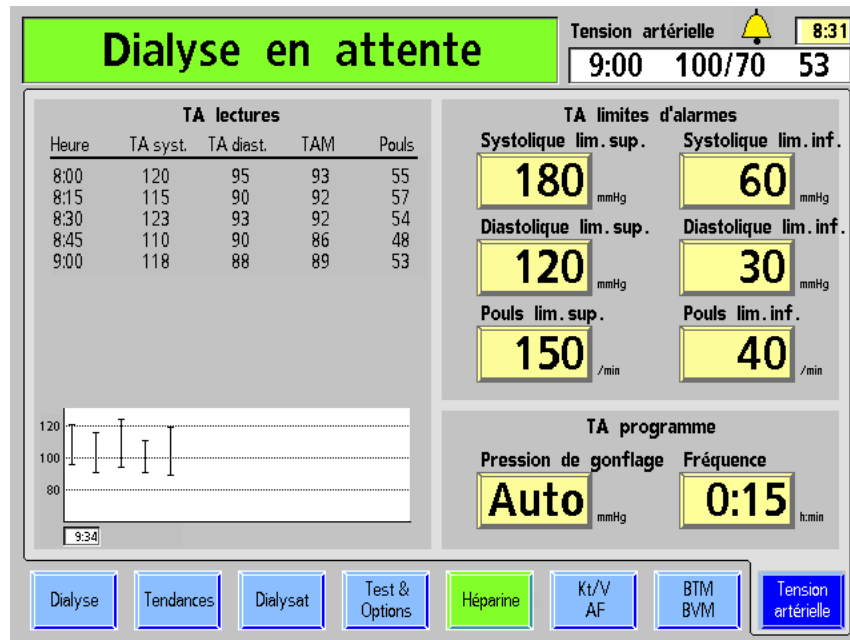 Dialyse en attente
Tension artérielle 8:31
9:00 100/70 53
TA lectures
Heure TA syst. TA diast. TAM Pouls
8:00 120 95 93 55
8:15 115 90 92 57
8:30 123 93 92 54
8:45 110 90 86 48
9:00 118 88 89 53
120
100
80
9:34
TA limites d'alarmes
Systolique lim.sup. Systolique lim.inf.
180 mmHg 60 mmHg
Diastolique lim.sup. Diastolique lim.inf.
120 mmHg 30 mmHg
Pouls lim.sup. Pouls lim.inf.
150 /min 40 /min
TA programme
Pression de gonflage Fréquence
Auto mmHg 0:15 h:min
Dialyse
Tendances
Dialysat
Test &
Options
Héparine
Kt/V
AF
BTM
BVM
Tension
artérielle